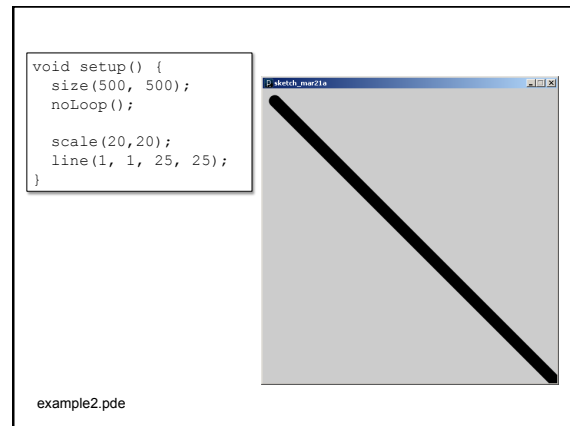 void setup() {
  size(500, 500);
  noLoop();

  scale(20,20);
  line(1, 1, 25, 25);
}
sketch_mar21a
example2.pde